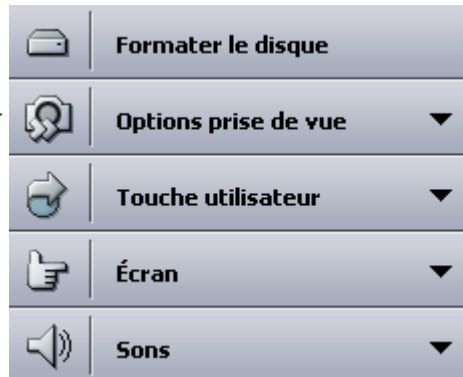 Formater le disque
Options prise de vue
Touche utilisateur
Écran
Sons